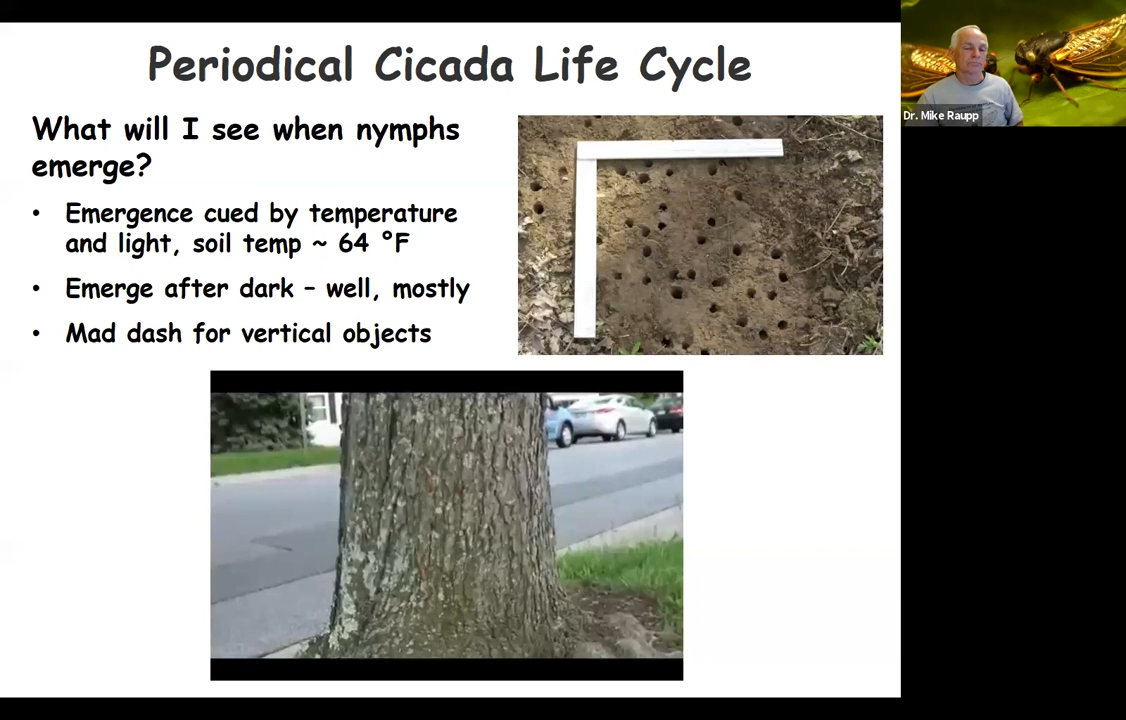 Periodical Cicada Life Cycle
What will I see when nymphs
emerge?
• Emergence cued by temperature
and light, soil temp ~ 64 °F
• Emerge after dark – well, mostly
• Mad dash for vertical objects
Dr. Mike Raupp